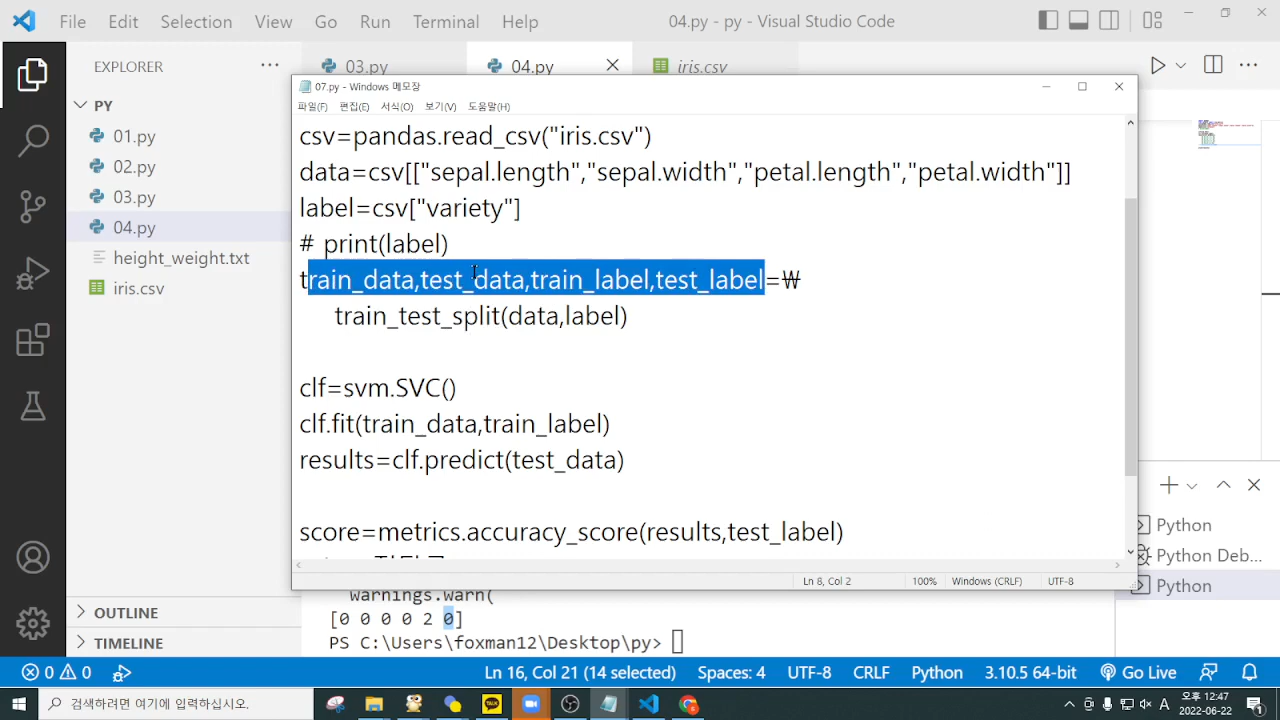 File Edit Selection View Go Run Terminal Help 04.py - py - Visual Studio Code
EXPLORER
03.py 04.py iris.csv
PY
01.py
02.py
03.py
04.py
height_weight.txt
iris.csv
OUTLINE
TIMELINE
07.py - Windows 메모장
파일(F) 편집(E) 서식(O) 보기(V) 도움말(H)
csv=pandas.read_csv("iris.csv")
data=csv[["sepal.length","sepal.width","petal.length","petal.width"]]
label=csv["variety"]
# print(label)
train_data,test_data,train_label,test_label=₩
train_test_split(data,label)
clf=svm.SVC()
clf.fit(train_data,train_label)
results=clf.predict(test_data)
score=metrics.accuracy_score(results,test_label)
Ln 8, Col 2 100% Windows (CRLF) UTF-8
warnings.warn(
[0 0 0 0 2 0]
PS C:\Users\foxman12\Desktop\py>
Python
Python Deb...
Python
0 0 Ln 16, Col 21 (14 selected) Spaces: 4 UTF-8 CRLF Python 3.10.5 64-bit Go Live
검색하려면 여기에 입력하십시오.
TALK
A
오후 12:47
2022-06-22
1